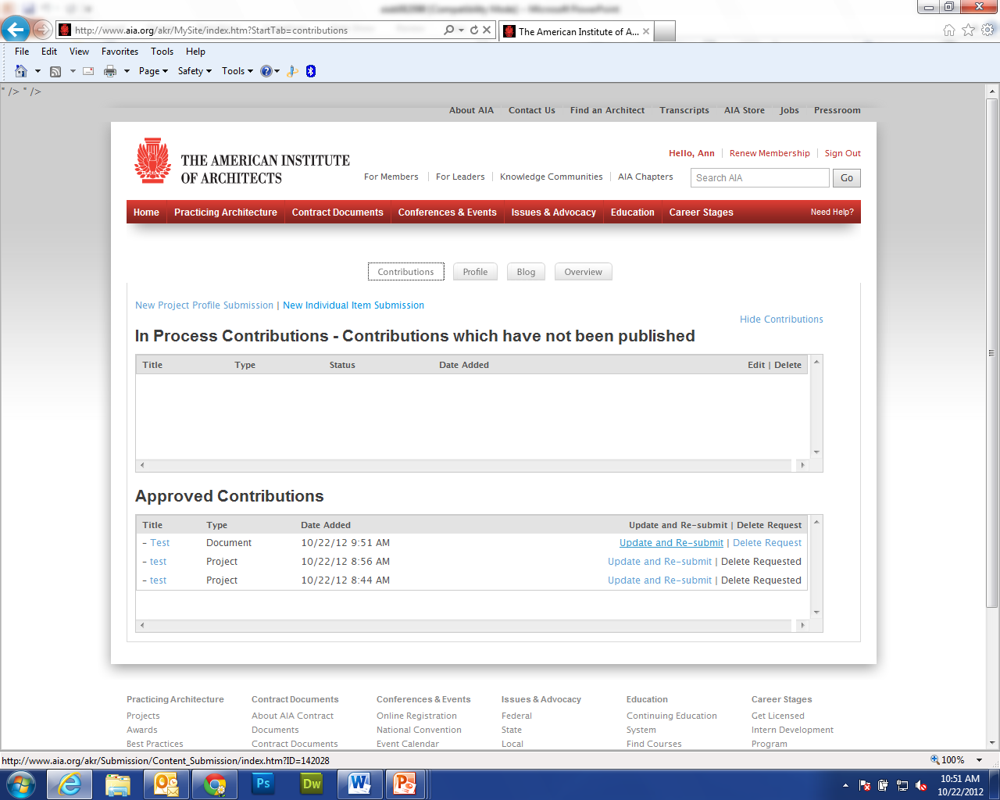 http://www.aia.org/akr/MySite/index.htm?StartTab=contributions
The American Institute of A...
File Edit View Favorites Tools Help
Page Safety Tools
" /> " />
About AIA Contact Us Find an Architect Transcripts AIA Store Jobs Pressroom
Hello, Ann Renew Membership Sign Out
THE AMERICAN INSTITUTE
OF ARCHITECTS
For Members For Leaders Knowledge Communities AIA Chapters Search AIA Go
Home Practicing Architecture Contract Documents Conferences & Events Issues & Advocacy Education Career Stages Need Help?
Contributions Profile Blog Overview
New Project Profile Submission | New Individual Item Submission
Hide Contributions
In Process Contributions - Contributions which have not been published
Title Type Status Date Added Edit | Delete
Approved Contributions
Title Type Date Added Update and Re-submit | Delete Request
– Test Document 10/22/12 9:51 AM Update and Re-submit | Delete Request
– test Project 10/22/12 8:56 AM Update and Re-submit | Delete Requested
– test Project 10/22/12 8:44 AM Update and Re-submit | Delete Requested
Practicing Architecture Contract Documents Conferences & Events Issues & Advocacy Education Career Stages
Projects About AIA Contract Online Registration Federal Continuing Education Get Licensed
Awards Documents National Convention State System Intern Development
Best Practices Contract Documents Event Calendar Local Find Courses Program
http://www.aia.org/akr/Submission/Content_Submission/index.htm?ID=142028
100%
Ps Dw W P
10:51 AM
10/22/2012